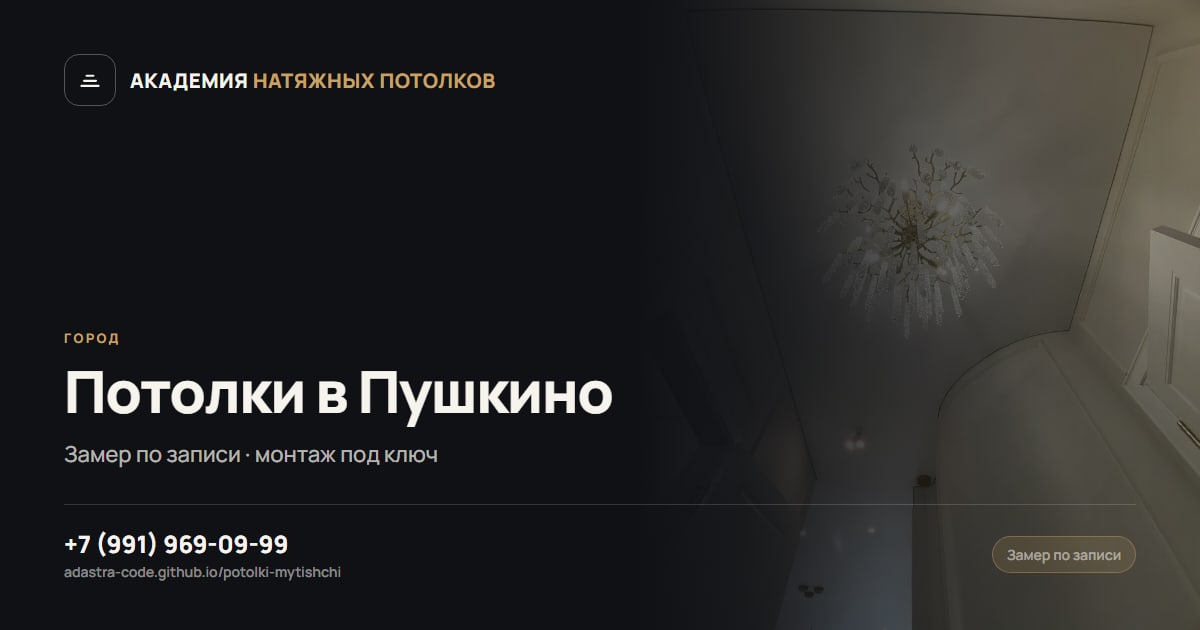 АКАДЕМИЯ НАТЯЖНЫХ ПОТОЛКОВ
ГОРОД
Потолки в Пушкино
Замер по записи · монтаж под ключ
+7 (991) 969-09-99
adastra-code.github.io/potolki-mytishchi
Замер по записи